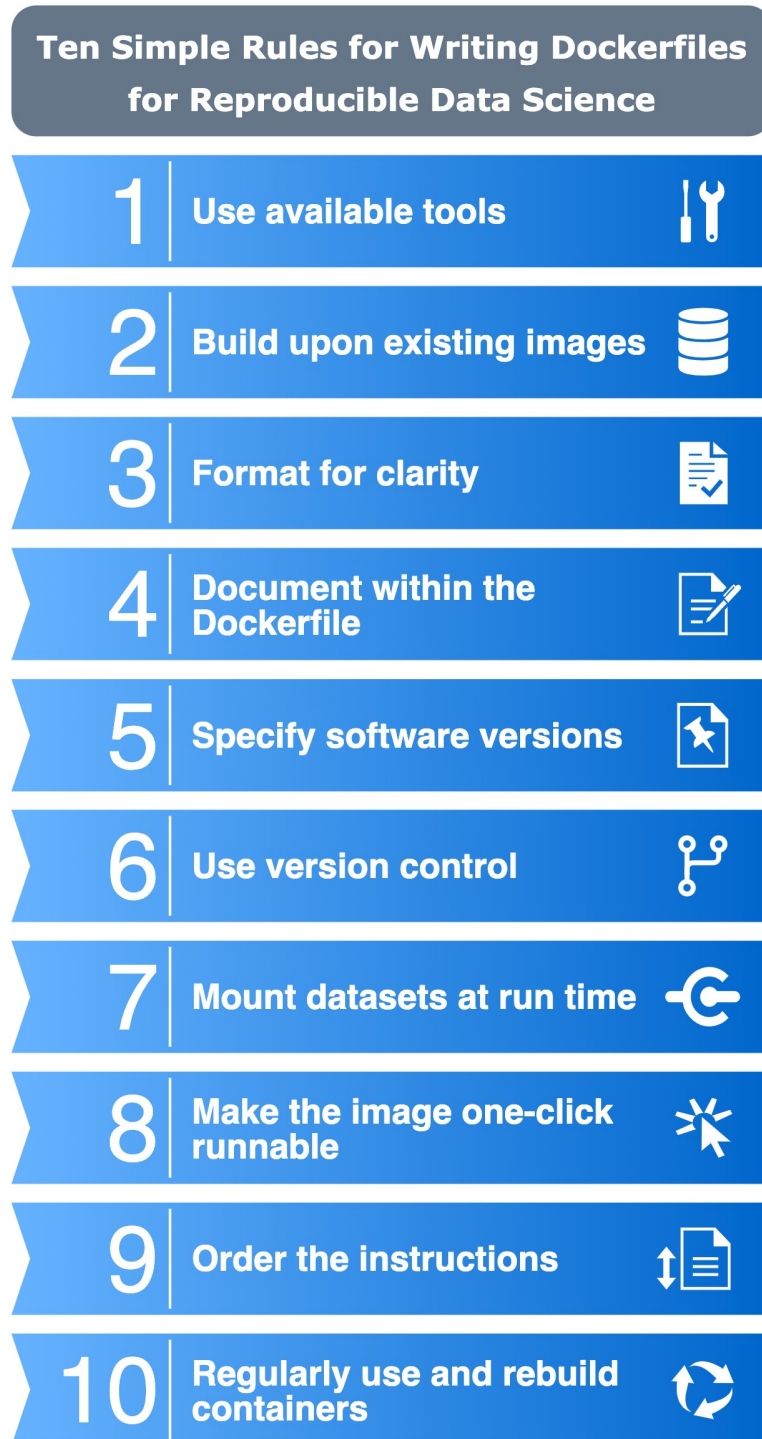 Ten Simple Rules for Writing Dockerfiles
for Reproducible Data Science
1 Use available tools
2 Build upon existing images
3 Format for clarity
4 Document within the
Dockerfile
5 Specify software versions
6 Use version control
7 Mount datasets at run time
8 Make the image one-click
runnable
9 Order the instructions
10 Regularly use and rebuild
containers